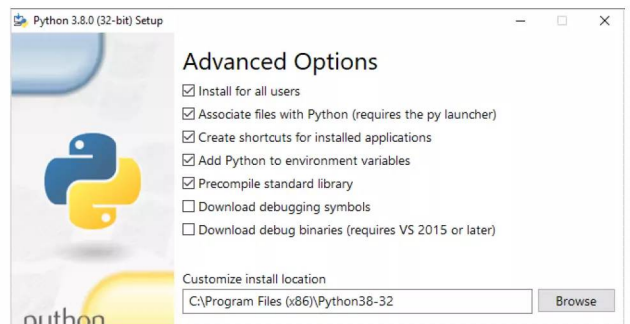 Python 3.8.0 (32-bit) Setup
Advanced Options
Install for all users
Associate files with Python (requires the py launcher)
Create shortcuts for installed applications
Add Python to environment variables
Precompile standard library
Download debugging symbols
Download debug binaries (requires VS 2015 or later)
Customize install location
C:\Program Files (x86)\Python38-32
Browse
python